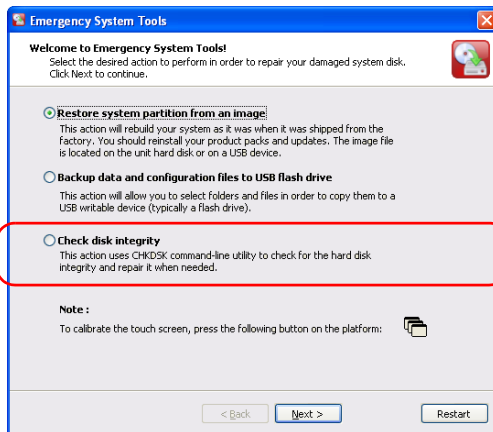 Emergency System Tools
Welcome to Emergency System Tools!
Select the desired action to perform in order to repair your damaged system disk.
Click Next to continue.
Restore system partition from an image
This action will rebuild your system as it was when it was shipped from the
factory. You should reinstall your product packs and updates. The image file
is located on the unit hard disk or on a USB device.
Backup data and configuration files to USB flash drive
This action will allow you to select folders and files in order to copy them to a
USB writable device (typically a flash drive).
Check disk integrity
This action uses CHKDSK command-line utility to check for the hard disk
integrity and repair it when needed.
Note :
To calibrate the touch screen, press the following button on the platform:
< Back
Next >
Restart